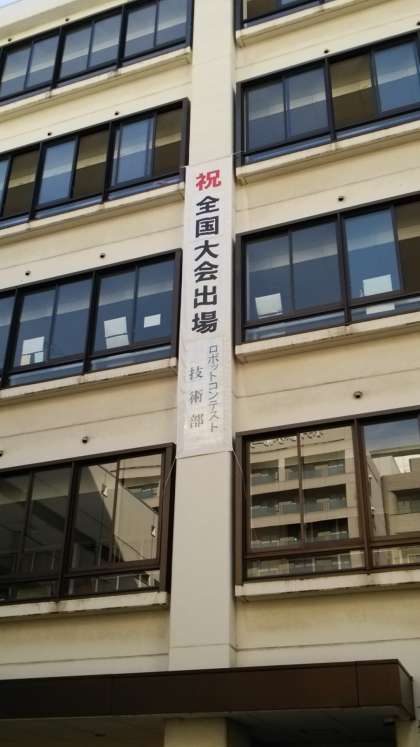 祝 全国大会出場
ロボットコンテスト
技術部